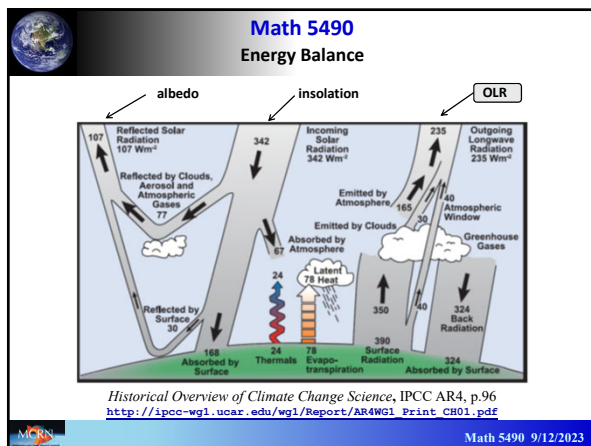 Math 5490
Energy Balance
albedo
insolation
OLR
107
Reflected Solar
Radiation
107 Wm-2
342
Incoming
Solar
Radiation
342 Wm-2
235
Outgoing
Longwave
Radiation
235 Wm-2
Reflected by Clouds,
Aerosol and
Atmospheric
Gases
77
Emitted by
Atmosphere
165
40
Atmospheric
Window
30
Emitted by Clouds
Greenhouse
Gases
67
Absorbed by
Atmosphere
24
Latent
78 Heat
Reflected by
Surface
30
350
40
324
Back
Radiation
168
Absorbed by
Surface
24
Thermals
78
Evapo-
transpiration
390
Surface
Radiation
324
Absorbed by Surface
Historical Overview of Climate Change Science, IPCC AR4, p.96
http://ipcc-wg1.ucar.edu/wg1/Report/AR4WG1_Print_CH01.pdf
MCRN
Math 5490 9/12/2023